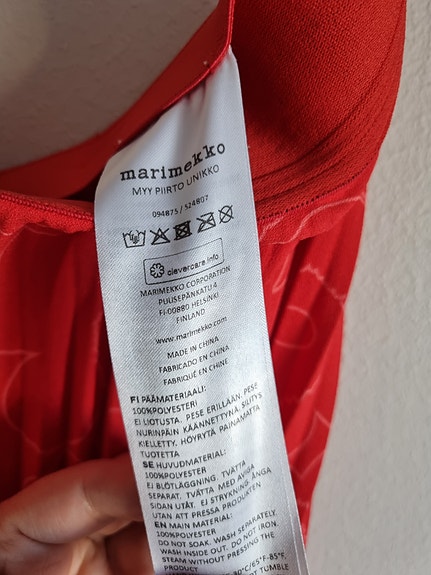 marimekko
MYY PIIRTO UNIKKO
094875 / 524807
clevercare.info
MARIMEKKO CORPORATION
PUUSEPÄNKATU 4
FI-00880 HELSINKI
FINLAND
www.marimekko.com
MADE IN CHINA
FABRICADO EN CHINA
FABRIQUÉ EN CHINE
FI PÄÄMATERIAALI:
100%POLYESTERI
EI LIOTUSTA. PESE ERILLÄÄN. PESE
NURINPÄIN KÄÄNNETTYNÄ. SILITYS
KIELLETTY, HÖYRYTÄ PAINAMATTA
TUOTETTA
SE HUVUDMATERIAL:
100%POLYESTER
EJ BLÖTLÄGGNING. TVÄTTA
SEPARAT. TVÄTTA MED AVIGA
SIDAN UTÅT. EJ STRYKNING, ÅNGA
UTAN ATT PRESSA PRODUKTEN
EN MAIN MATERIAL:
100%POLYESTER
DO NOT SOAK. WASH SEPARATELY.
WASH INSIDE OUT. DO NOT IRON.
STEAM WITHOUT PRESSING THE
PRODUCT
30°C/65°F-85°F.
TUMBLE